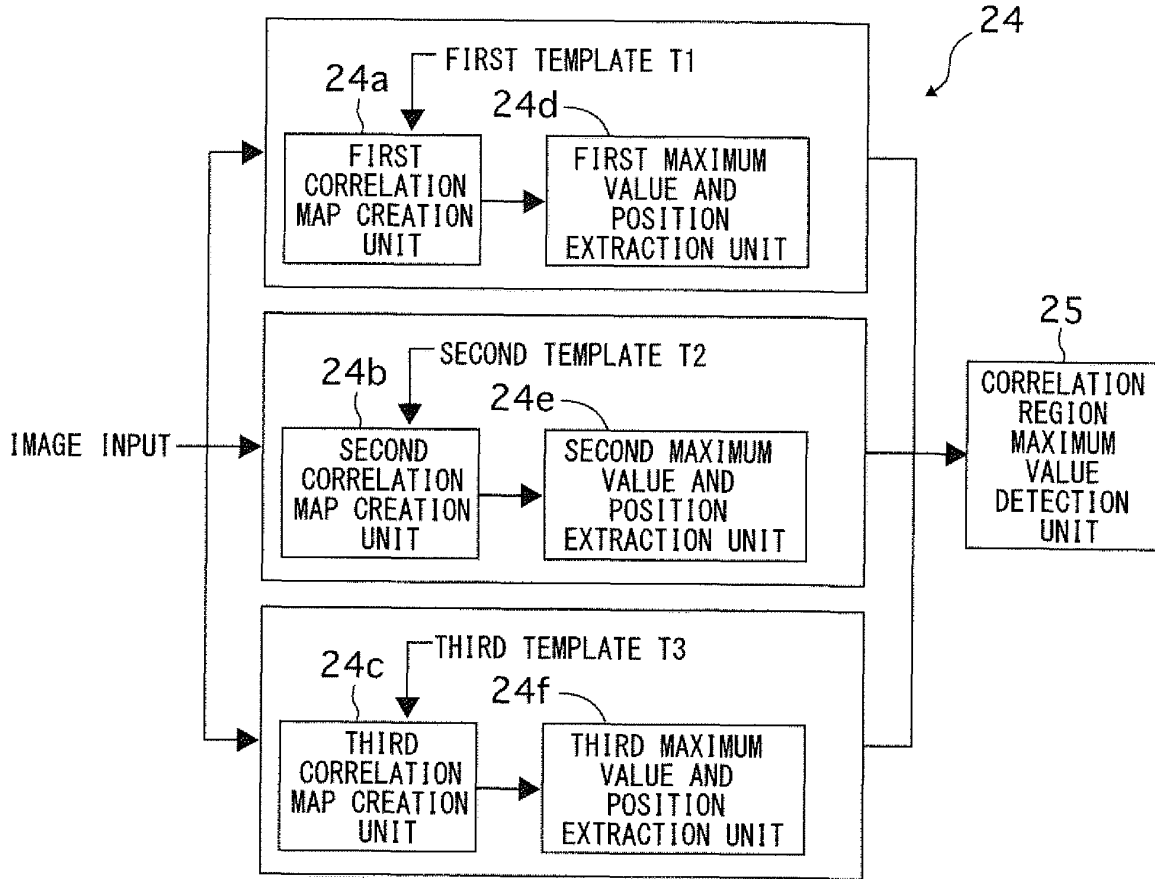 24
FIRST TEMPLATE T1
24a
24d
FIRST
CORRELATION
MAP CREATION
UNIT
FIRST MAXIMUM
VALUE AND
POSITION
EXTRACTION UNIT
SECOND TEMPLATE T2
24b
24e
IMAGE INPUT
SECOND
CORRELATION
MAP CREATION
UNIT
SECOND MAXIMUM
VALUE AND
POSITION
EXTRACTION UNIT
25
CORRELATION
REGION
MAXIMUM
VALUE
DETECTION
UNIT
THIRD TEMPLATE T3
24c
24f
THIRD
CORRELATION
MAP CREATION
UNIT
THIRD MAXIMUM
VALUE AND
POSITION
EXTRACTION UNIT